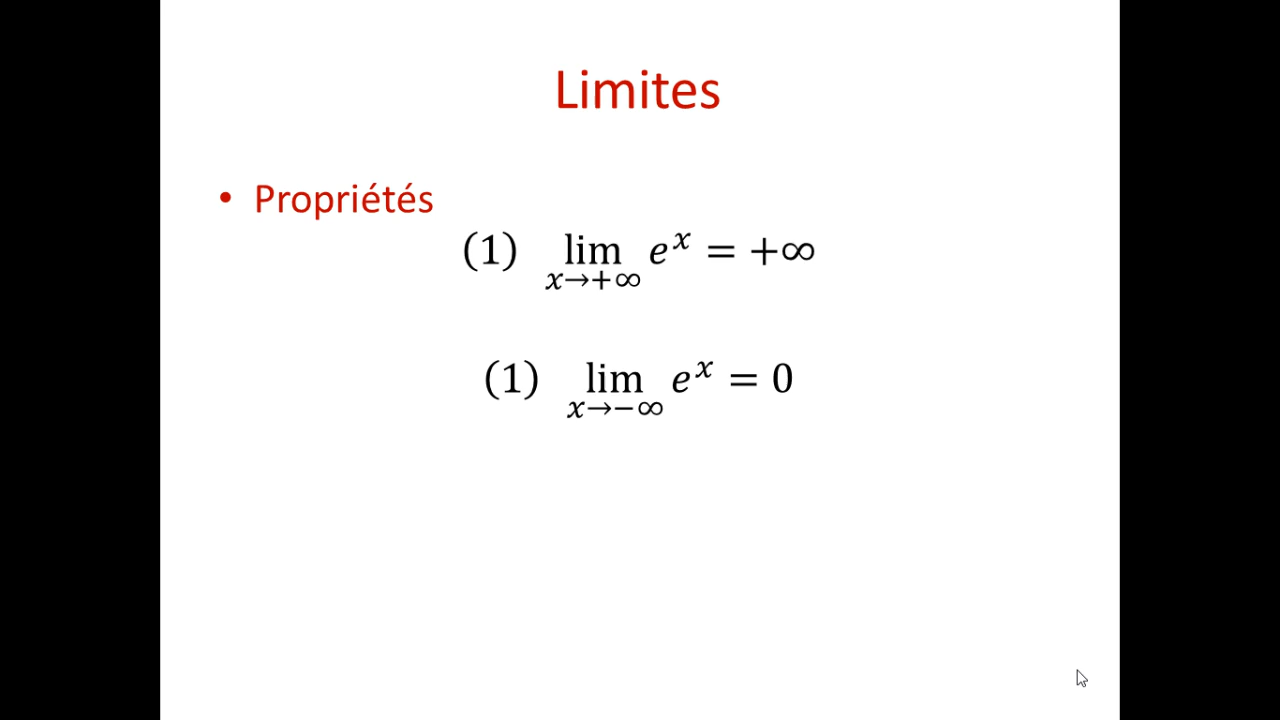 Limites
• Propriétés
(1) lim x→+∞ e^x = +∞
(1) lim x→−∞ e^x = 0